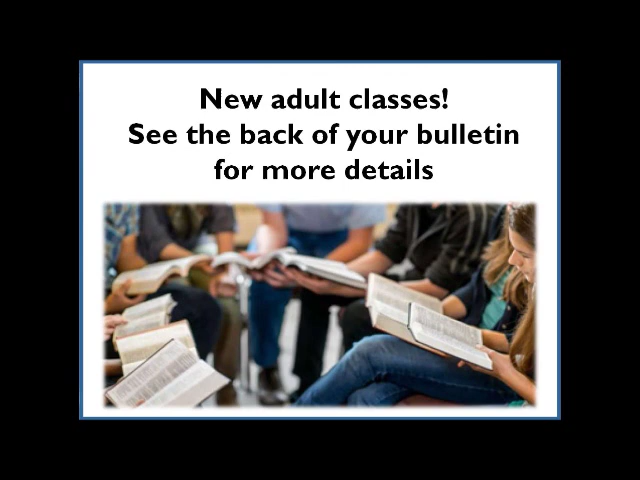 New adult classes!
See the back of your bulletin
for more details